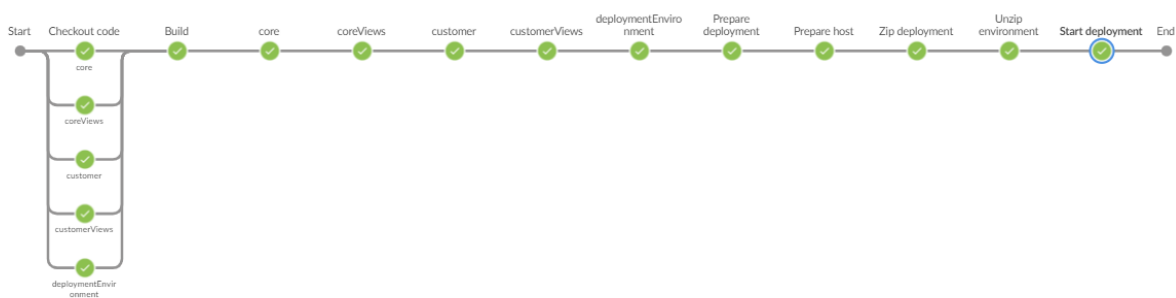 Start
Checkout code
Build
core
coreViews
customer
customerViews
deploymentEnviro
nment
Prepare
deployment
Prepare host
Zip deployment
Unzip
environment
Start deployment
End
core
coreViews
customer
customerViews
deploymentEnvir
onment